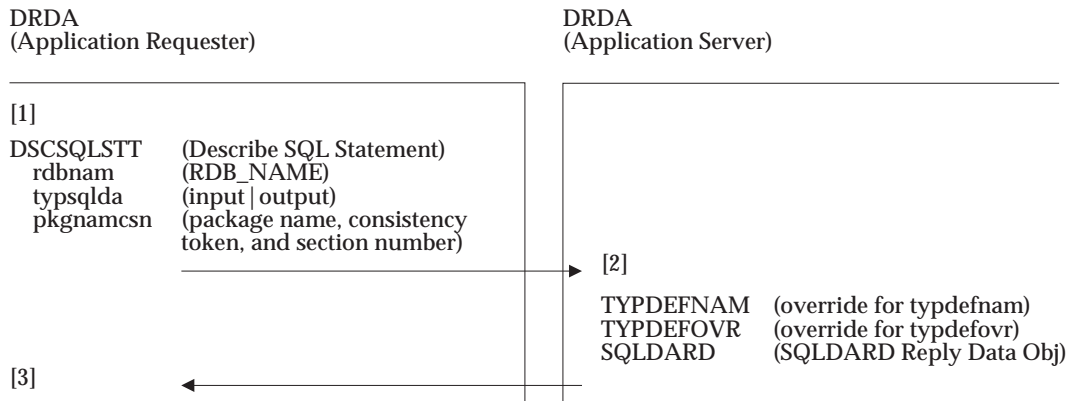 DRDA
(Application Requester)
DRDA
(Application Server)
[1]
DSCSQLSTT (Describe SQL Statement)
rdbnam (RDB_NAME)
typsqlda (input|output)
pkgnamcsn (package name, consistency
token, and section number)
[2]
TYPDEFNAM (override for typdefnam)
TYPDEFOVR (override for typdefovr)
SQLDARD (SQLDARD Reply Data Obj)
[3]